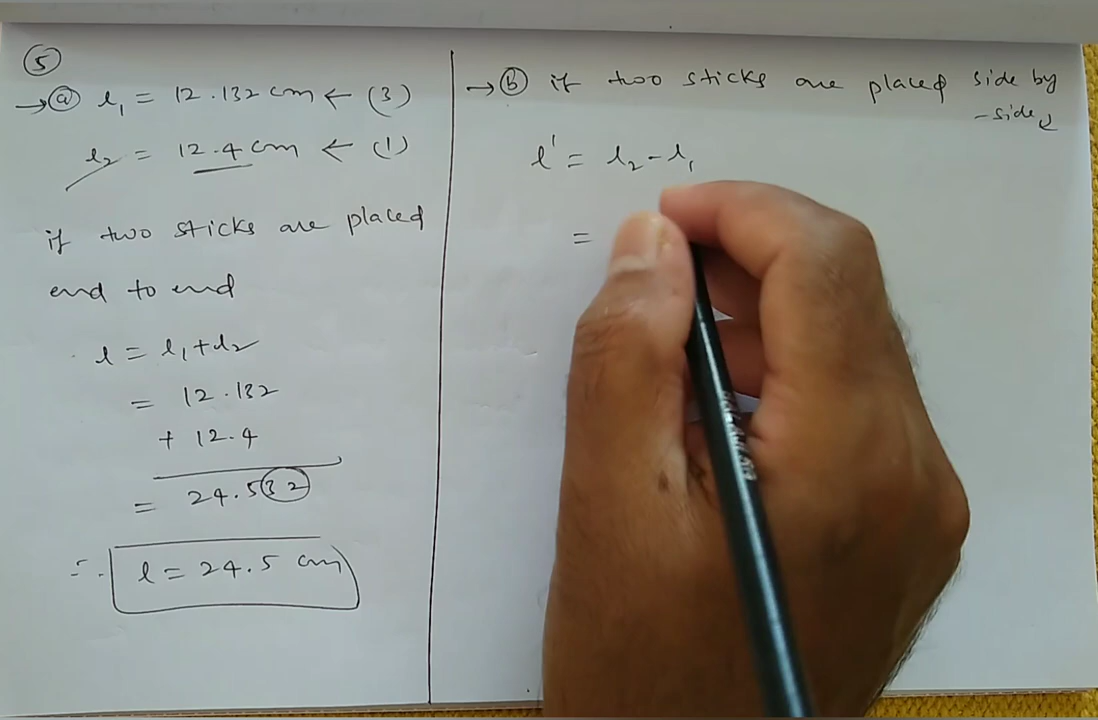 5
→ a l₁ = 12.132 cm ← (3)
l₂ = 12.4 cm ← (1)
if two sticks are placed
end to end
l = l₁+l₂
= 12.132
+ 12.4
= 24.532
∴ l = 24.5 cm
→ b if two sticks are placed side by
-side
l' = l₂-l₁
=